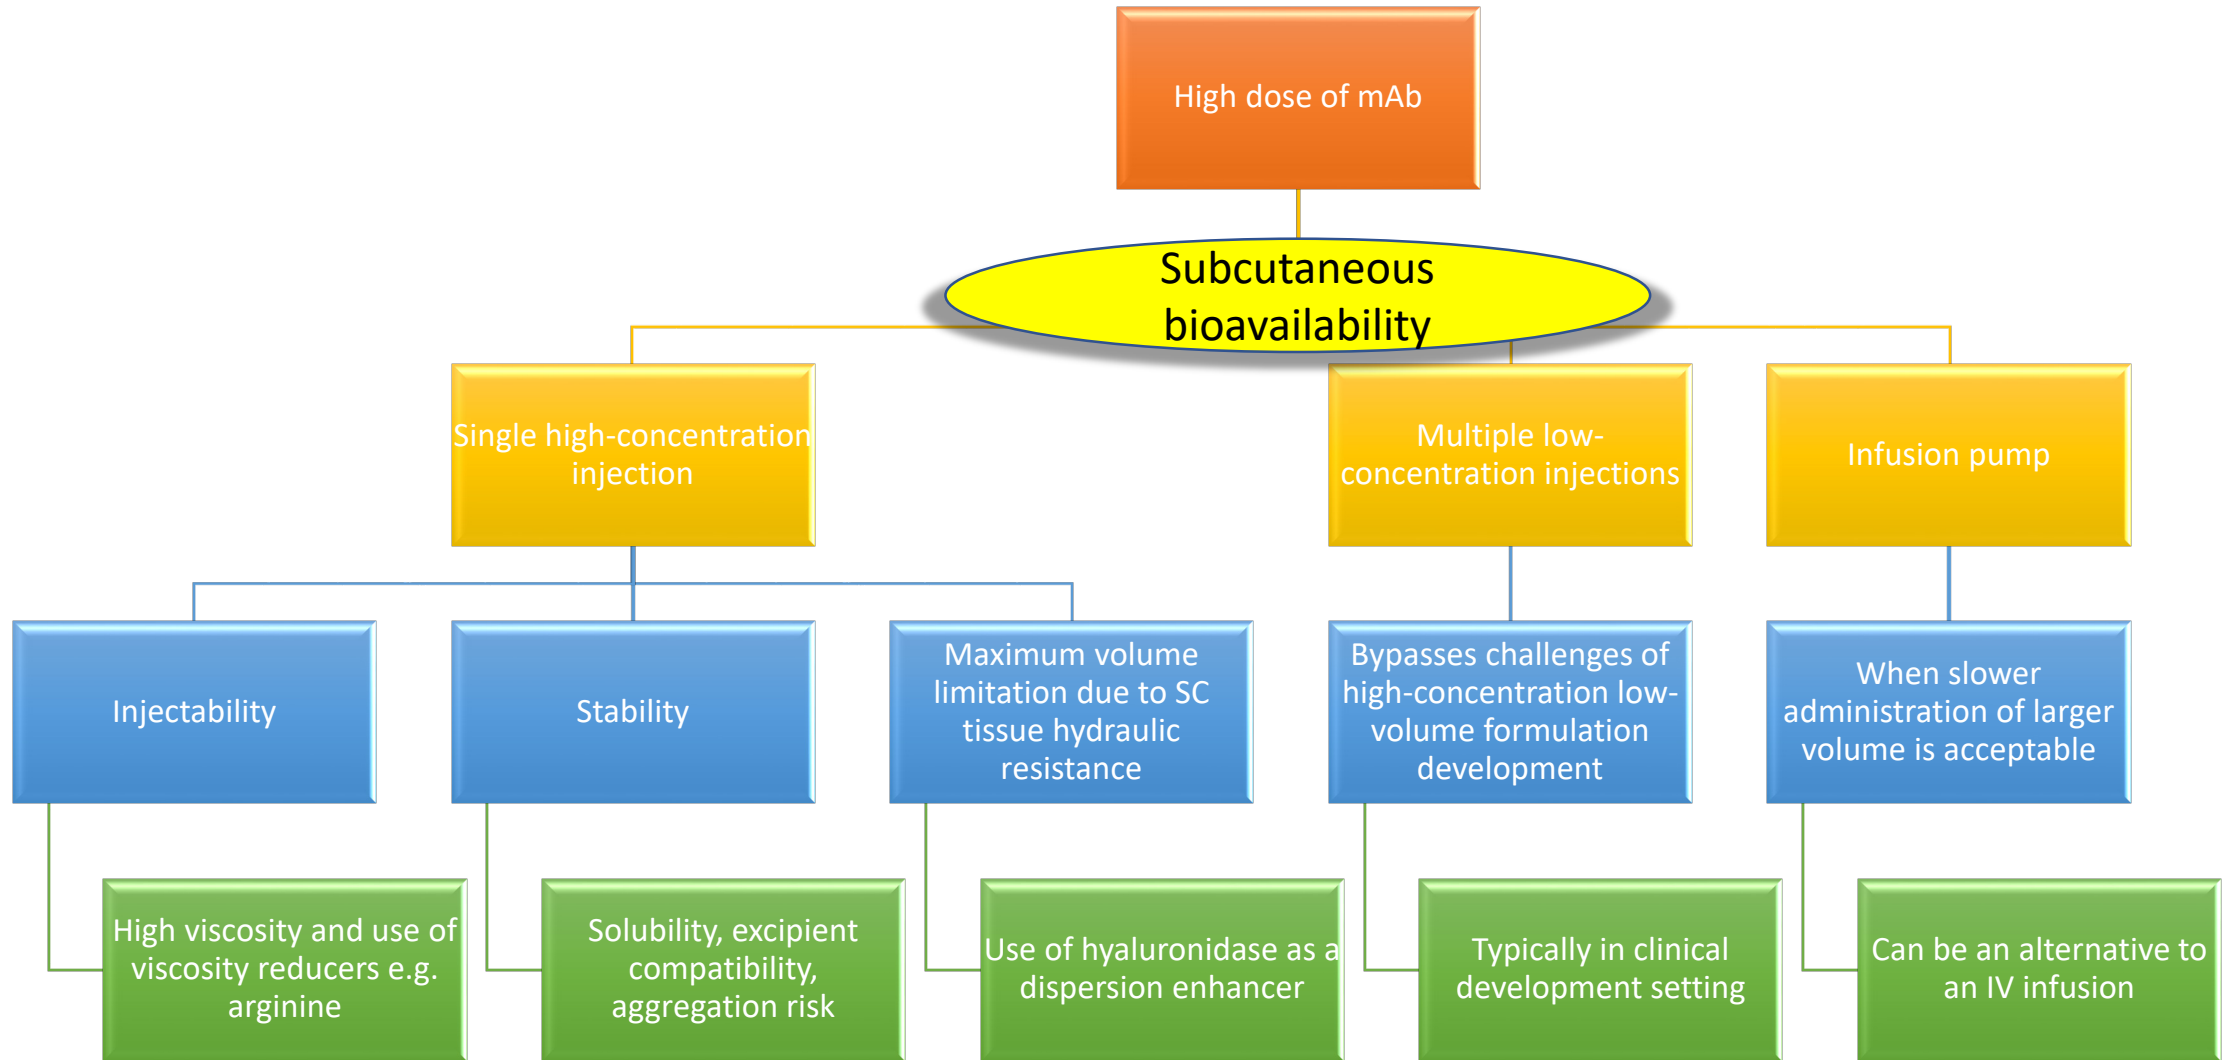 High dose of mAb
Subcutaneous
bioavailability
Single high-concentration
injection
Multiple low-
concentration injections
Infusion pump
Injectability
Stability
Maximum volume
limitation due to SC
tissue hydraulic
resistance
Bypasses challenges of
high-concentration low-
volume formulation
development
When slower
administration of larger
volume is acceptable
High viscosity and use of
viscosity reducers e.g.
arginine
Solubility, excipient
compatibility,
aggregation risk
Use of hyaluronidase as a
dispersion enhancer
Typically in clinical
development setting
Can be an alternative to
an IV infusion